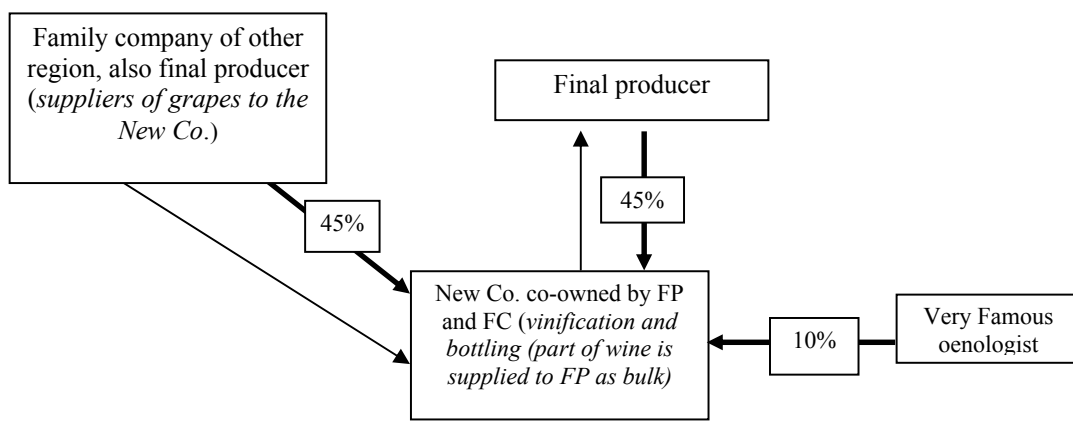 Family company of other
region, also final producer
(suppliers of grapes to the
New Co.)
Final producer
45%
45%
New Co. co-owned by FP
and FC (vinification and
bottling (part of wine is
supplied to FP as bulk)
10%
Very Famous
oenologist